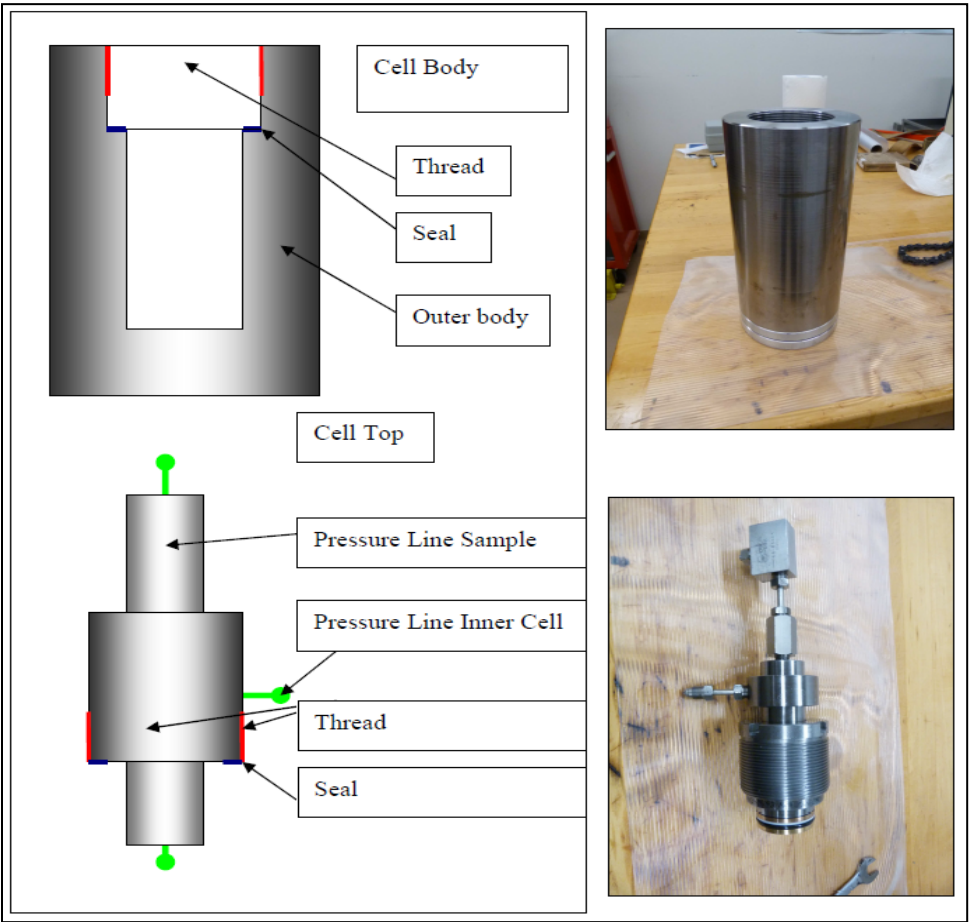 Cell Body
Thread
Seal
Outer body
Cell Top
Pressure Line Sample
Pressure Line Inner Cell
Thread
Seal